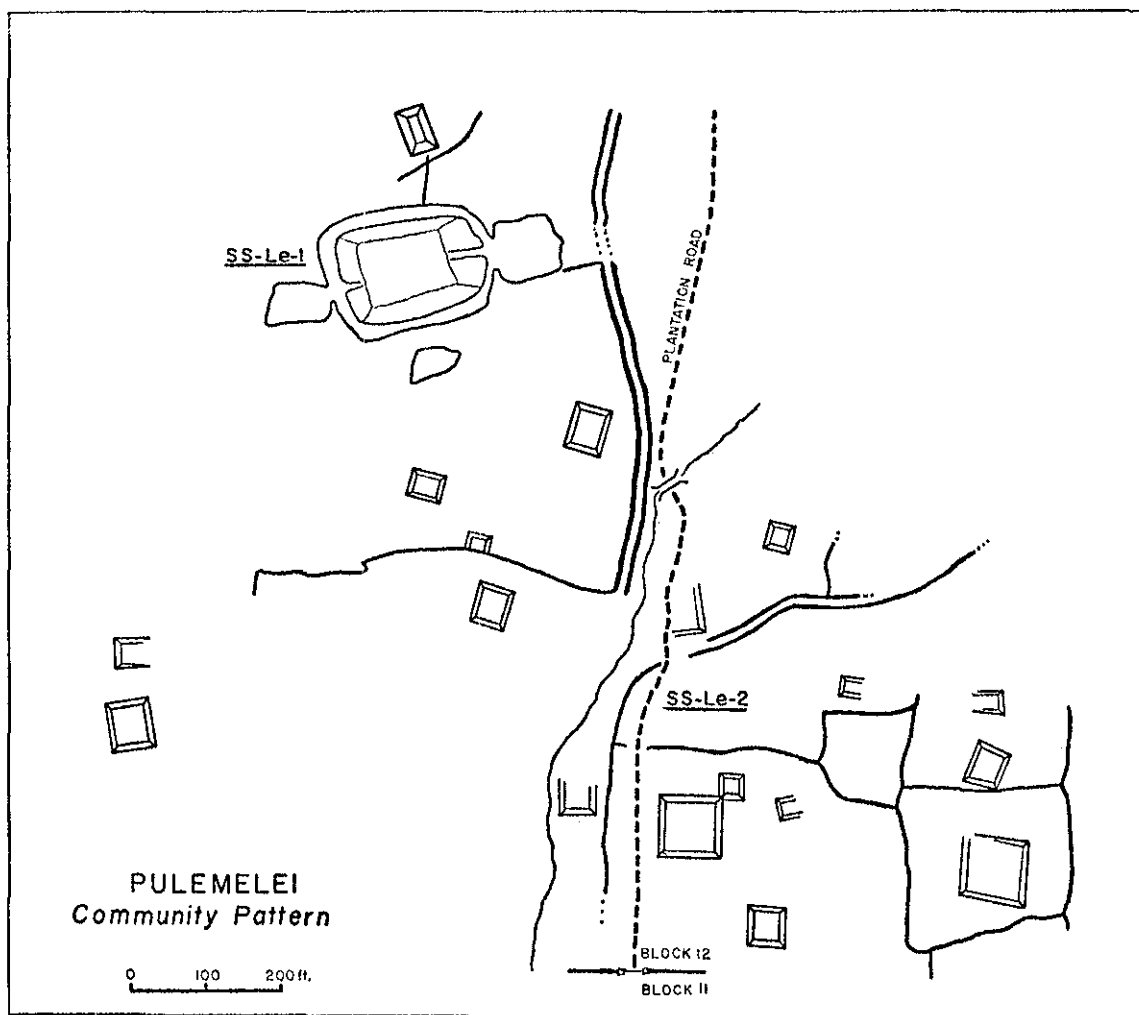 SS-Le-1
PLANTATION ROAD
SS-Le-2
PULEMELEI
Community Pattern
0 100 200 ft.
BLOCK 12
BLOCK 11